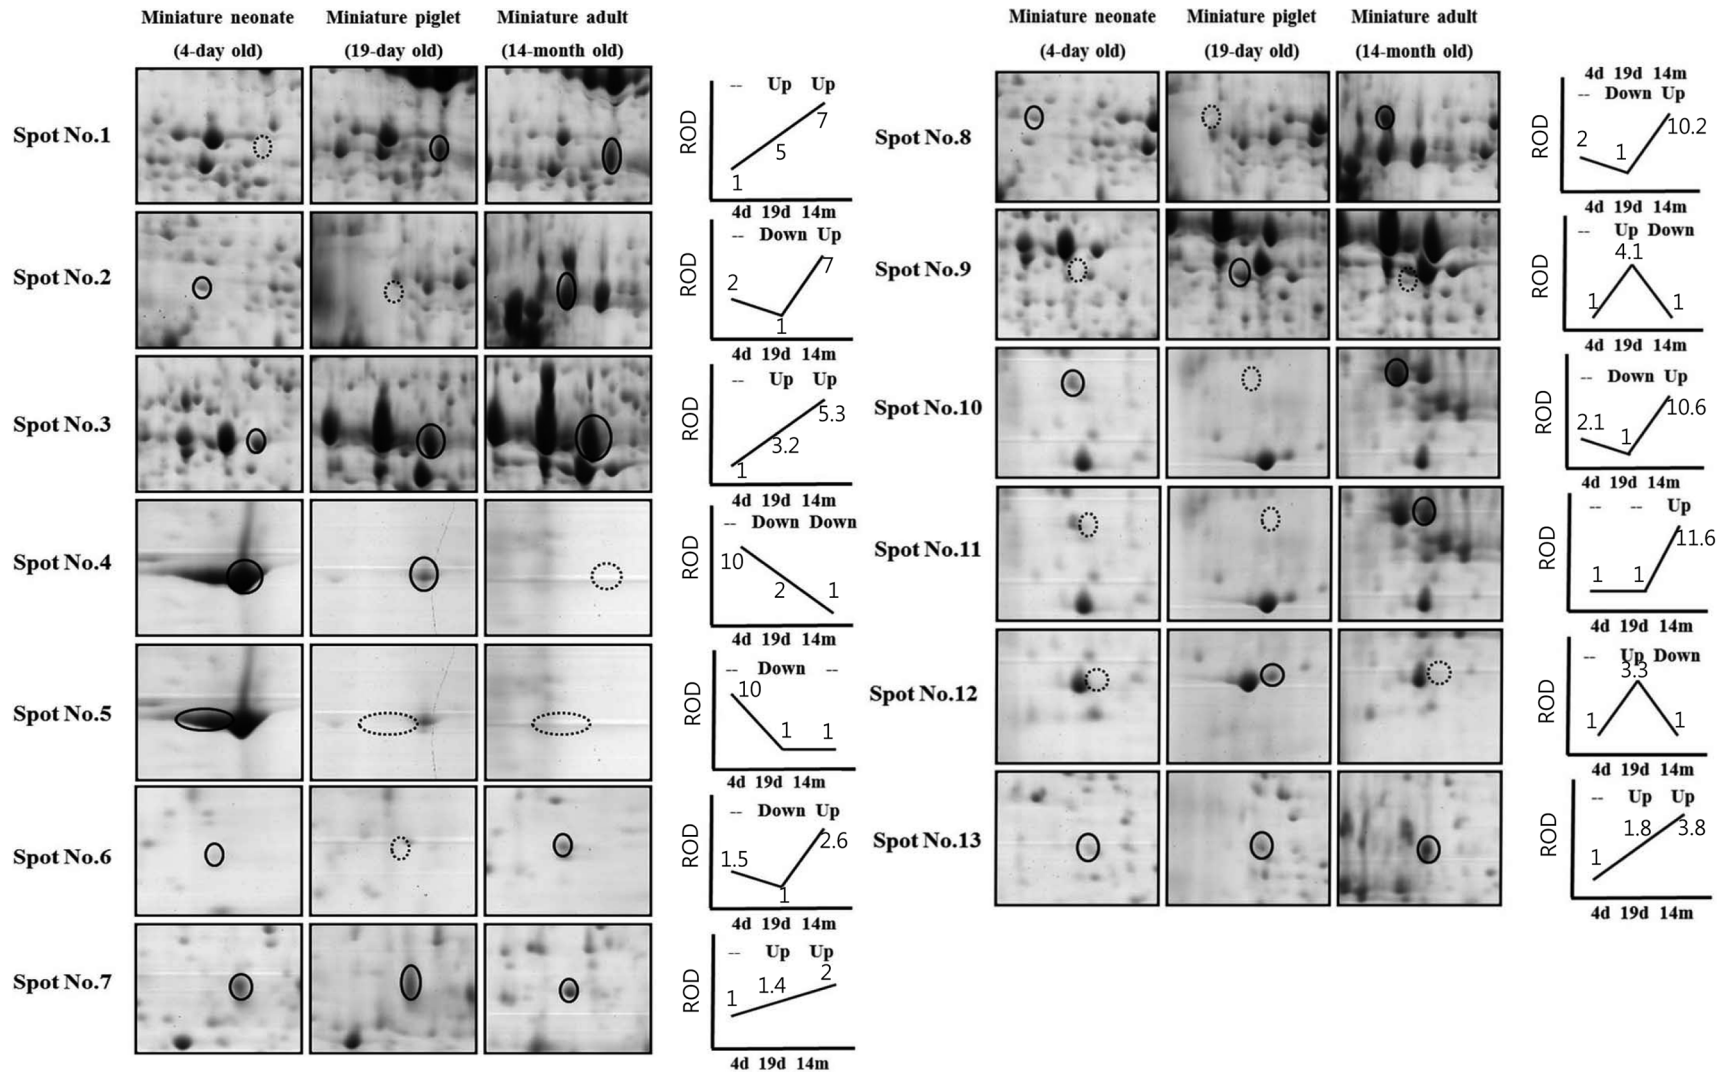 Miniature neonate Miniature piglet Miniature adult
(4-day old) (19-day old) (14-month old)
Spot No.1
ROD
-- Up Up
1 5 7
4d 19d 14m
Spot No.2
ROD
-- Down Up
2 1 7
4d 19d 14m
Spot No.3
ROD
-- Up Up
1 3.2 5.3
4d 19d 14m
Spot No.4
ROD
-- Down Down
10 2 1
4d 19d 14m
Spot No.5
ROD
-- Down --
10 1 1
4d 19d 14m
Spot No.6
ROD
-- Down Up
1.5 1 2.6
4d 19d 14m
Spot No.7
ROD
-- Up Up
1 1.4 2
4d 19d 14m
Miniature neonate Miniature piglet Miniature adult
(4-day old) (19-day old) (14-month old)
4d 19d 14m
Spot No.8
ROD
-- Down Up
2 1 10.2
4d 19d 14m
Spot No.9
ROD
-- Up Down
1 4.1 1
4d 19d 14m
Spot No.10
ROD
-- Down Up
2.1 1 10.6
4d 19d 14m
Spot No.11
ROD
-- -- Up
1 1 11.6
4d 19d 14m
Spot No.12
ROD
-- Up Down
1 3.3 1
4d 19d 14m
Spot No.13
ROD
-- Up Up
1 1.8 3.8
4d 19d 14m